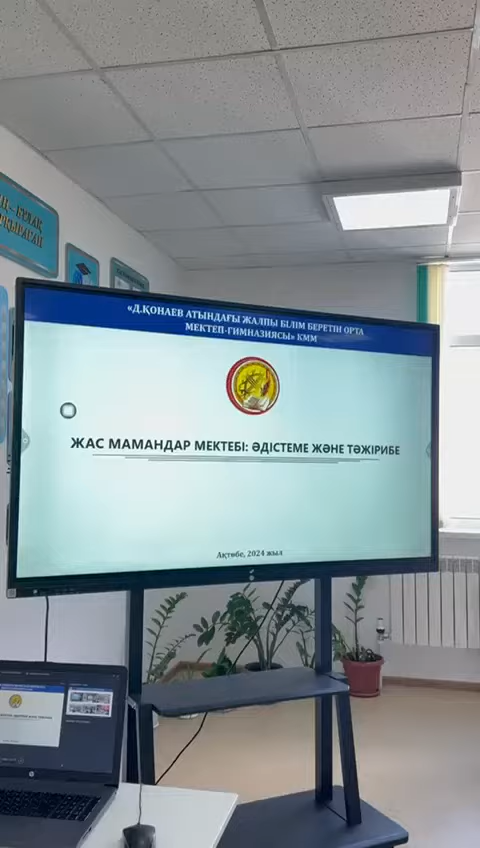 «Д.ҚОНАЕВ АТЫНДАҒЫ ЖАЛПЫ БІЛІМ БЕРЕТІН ОРТА
МЕКТЕП-ГИМНАЗИЯСЫ» КММ
ЖАС МАМАНДАР МЕКТЕБІ: ӘДІСТЕМЕ ЖӘНЕ ТӘЖІРИБЕ
Ақтөбе, 2024 жыл